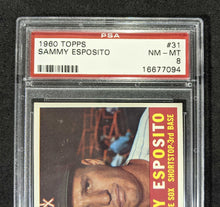 PSA
1960 TOPPS #31
SAMMY ESPOSITO NM - MT
8
16677094
Y ESPOSITO
E SOX SHORTSTOP-3rd BASE
X